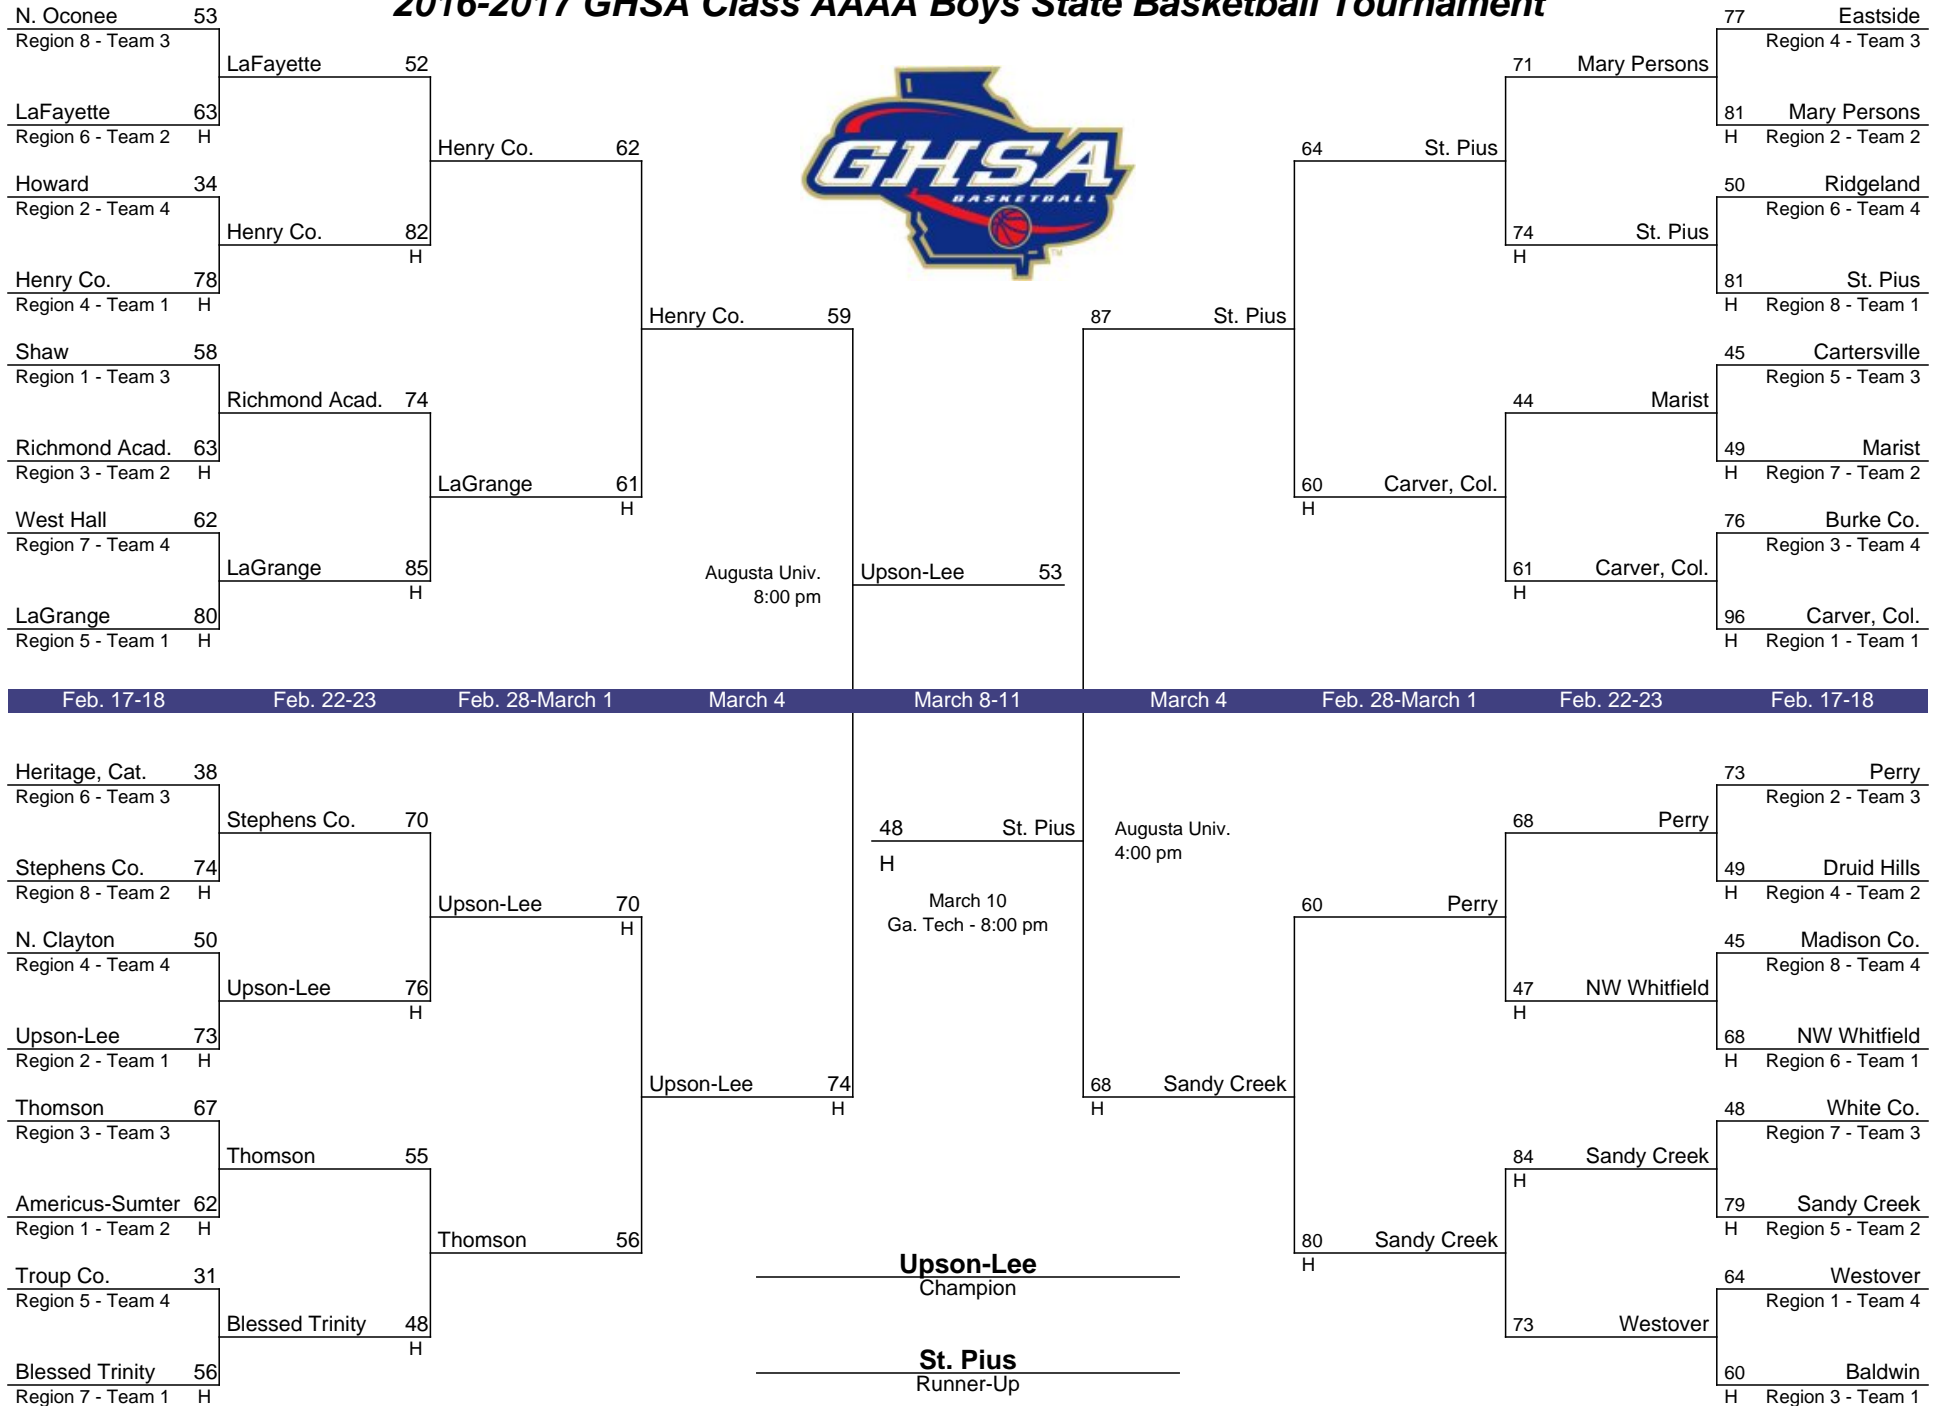 2016-2017 GHSA Class AAAA Boys State Basketball Tournament
N. Oconee 53
Region 8 - Team 3
LaFayette 52
LaFayette 63
Region 6 - Team 2 H
Henry Co. 62
Howard 34
Region 2 - Team 4
Henry Co. 82
H
Henry Co. 78
Region 4 - Team 1 H
Henry Co. 59
Shaw 58
Region 1 - Team 3
Richmond Acad. 74
Richmond Acad. 63
Region 3 - Team 2 H
LaGrange 61
H
West Hall 62
Region 7 - Team 4
LaGrange 85
H
LaGrange 80
Region 5 - Team 1 H
GHSA
BASKETBALL
TM
Augusta Univ.
8:00 pm
Upson-Lee 53
77 Eastside
Region 4 - Team 3
71 Mary Persons
81 Mary Persons
H Region 2 - Team 2
64 St. Pius
50 Ridgeland
Region 6 - Team 4
74 St. Pius
H
81 St. Pius
H Region 8 - Team 1
87 St. Pius
45 Cartersville
Region 5 - Team 3
44 Marist
49 Marist
H Region 7 - Team 2
60 Carver, Col.
H
76 Burke Co.
Region 3 - Team 4
61 Carver, Col.
H
96 Carver, Col.
H Region 1 - Team 1
Feb. 17-18 Feb. 22-23 Feb. 28-March 1 March 4 March 8-11 March 4 Feb. 28-March 1 Feb. 22-23 Feb. 17-18
Heritage, Cat. 38
Region 6 - Team 3
Stephens Co. 70
Stephens Co. 74
Region 8 - Team 2 H
Upson-Lee 70
H
N. Clayton 50
Region 4 - Team 4
Upson-Lee 76
H
Upson-Lee 73
Region 2 - Team 1 H
Upson-Lee 74
H
Thomson 67
Region 3 - Team 3
Thomson 55
Americus-Sumter 62
Region 1 - Team 2 H
Thomson 56
Troup Co. 31
Region 5 - Team 4
Blessed Trinity 48
H
Blessed Trinity 56
Region 7 - Team 1 H
48 St. Pius
H
March 10
Ga. Tech - 8:00 pm
Augusta Univ.
4:00 pm
73 Perry
Region 2 - Team 3
68 Perry
49 Druid Hills
H Region 4 - Team 2
60 Perry
45 Madison Co.
Region 8 - Team 4
47 NW Whitfield
H
68 NW Whitfield
H Region 6 - Team 1
68 Sandy Creek
H
48 White Co.
Region 7 - Team 3
84 Sandy Creek
H
79 Sandy Creek
H Region 5 - Team 2
80 Sandy Creek
H
64 Westover
Region 1 - Team 4
73 Westover
60 Baldwin
H Region 3 - Team 1
Upson-Lee
Champion
St. Pius
Runner-Up